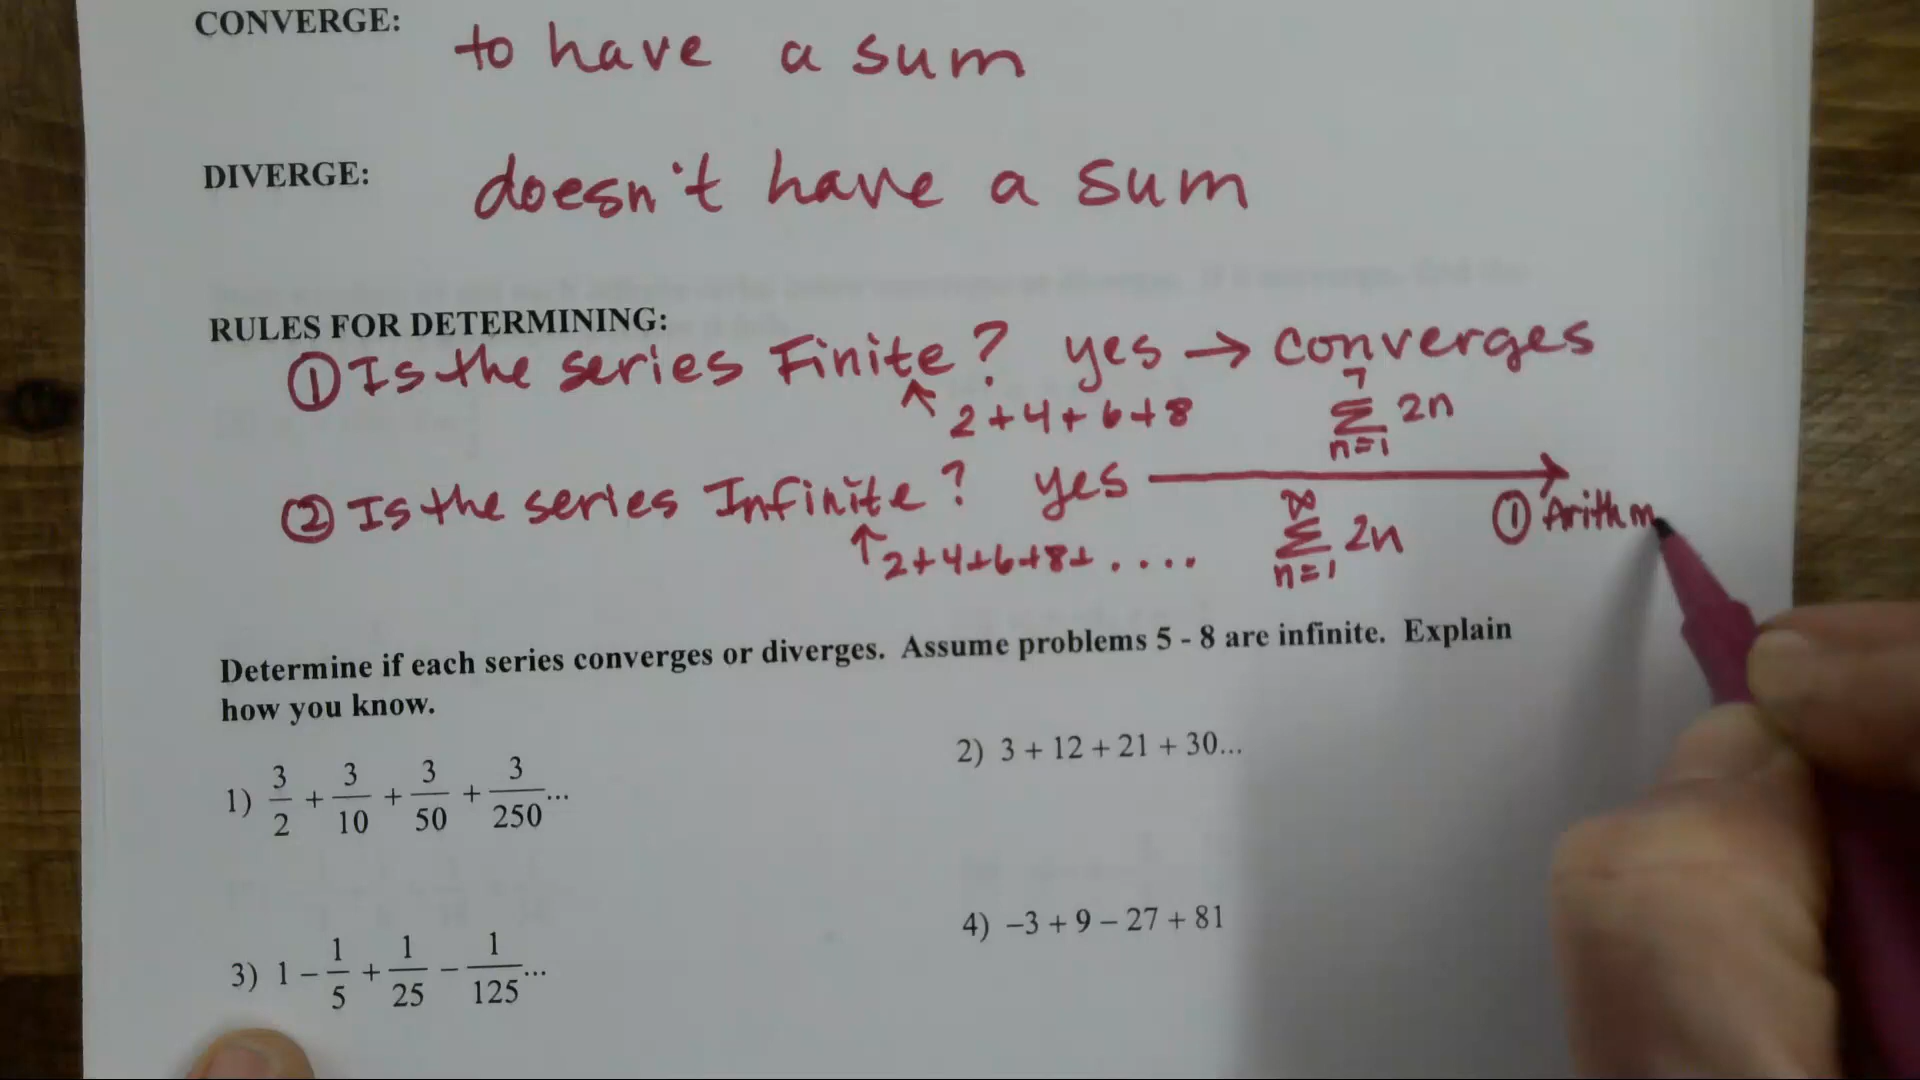 CONVERGE: to have a sum
DIVERGE: doesn't have a sum
RULES FOR DETERMINING:
① Is the series Finite? yes → converges
↑ 2+4+6+8
7
Σ 2n
n=1
② Is the series Infinite? yes →
↑ 2+4+6+8+....
∞
Σ 2n
n=1
① Arithm
Determine if each series converges or diverges. Assume problems 5 - 8 are infinite. Explain
how you know.
1) 3/2 + 3/10 + 3/50 + 3/250 ...
2) 3 + 12 + 21 + 30...
3) 1 − 1/5 + 1/25 − 1/125 ...
4) −3 + 9 − 27 + 81